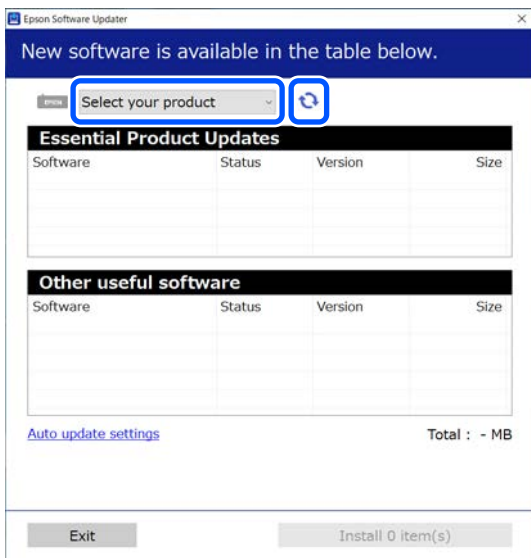 Epson Software Updater
New software is available in the table below.
EPSON Select your product
Essential Product Updates
Software Status Version Size
Other useful software
Software Status Version Size
Auto update settings Total : - MB
Exit Install 0 item(s)